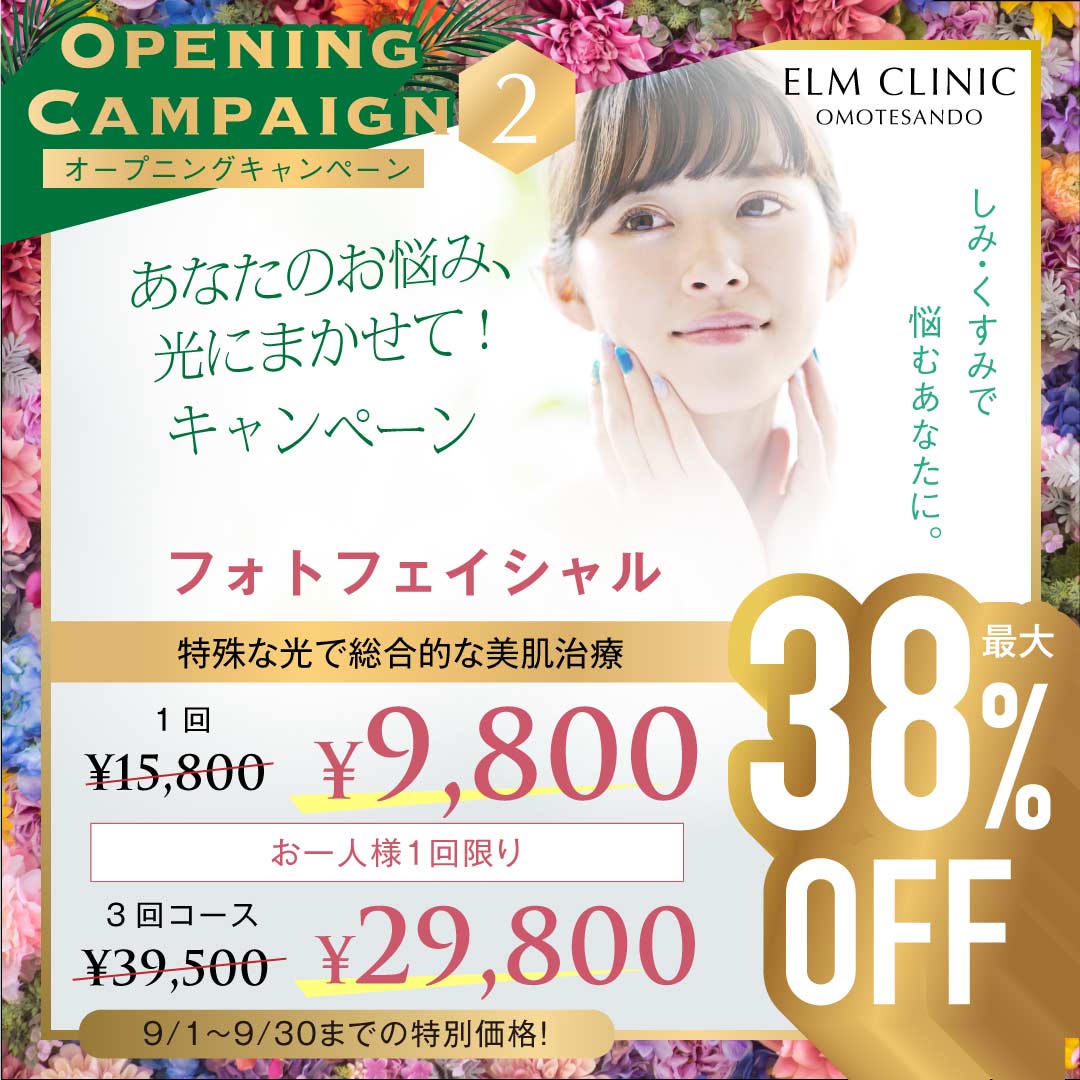 OPENING
CAMPAIGN
2
オープニングキャンペーン
ELM CLINIC
OMOTESANDO
しみ・くすみで
悩むあなたに。
あなたのお悩み、
光にまかせて！
キャンペーン
フォトフェイシャル
特殊な光で総合的な美肌治療
1回
¥15,800
¥9,800
お一人様1回限り
3回コース
¥39,500
¥29,800
最大
38%
OFF
9/1〜9/30までの特別価格!